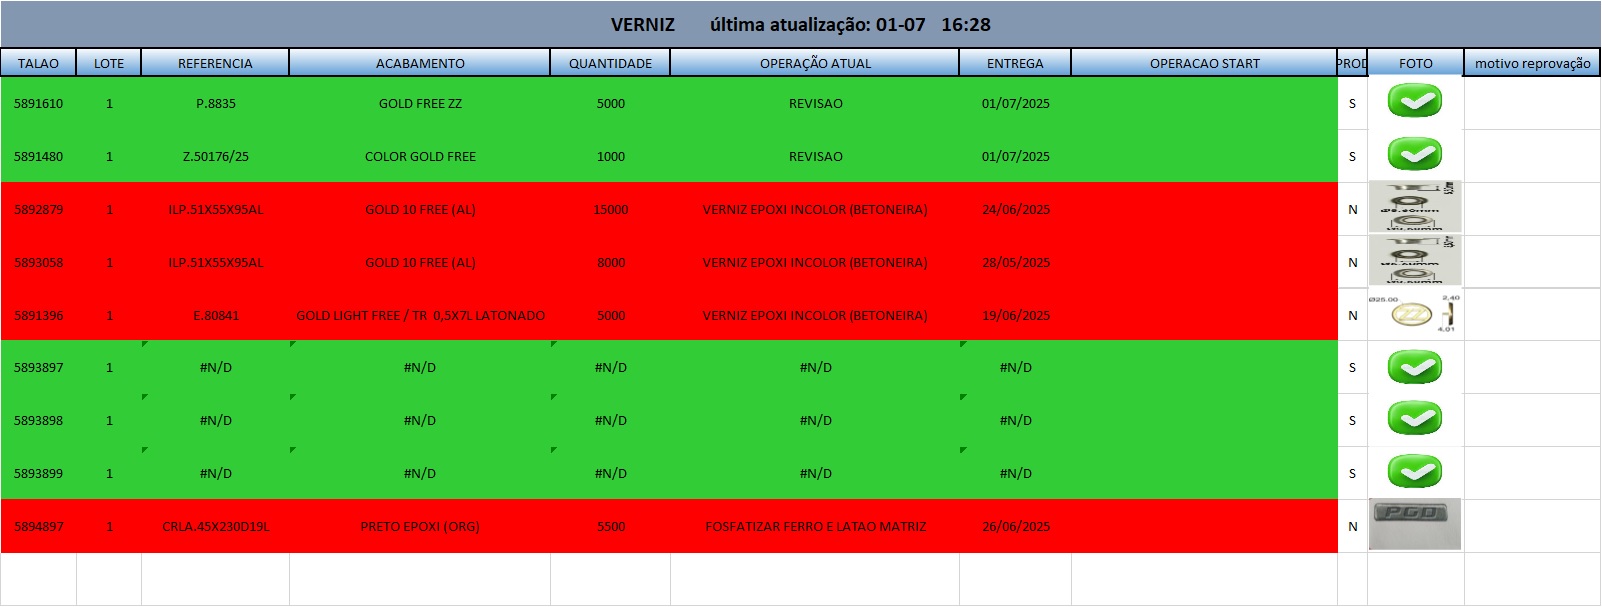 VERNIZ última atualização: 01-07 16:28
TALAO LOTE REFERENCIA ACABAMENTO QUANTIDADE OPERAÇÃO ATUAL ENTREGA OPERACAO START PROD FOTO motivo reprovação
5891610 1 P.8835 GOLD FREE ZZ 5000 REVISAO 01/07/2025 S
5891480 1 Z.50176/25 COLOR GOLD FREE 1000 REVISAO 01/07/2025 S
5892879 1 ILP.51X55X95AL GOLD 10 FREE (AL) 15000 VERNIZ EPOXI INCOLOR (BETONEIRA) 24/06/2025 N
5893058 1 ILP.51X55X95AL GOLD 10 FREE (AL) 8000 VERNIZ EPOXI INCOLOR (BETONEIRA) 28/05/2025 N
5891396 1 E.80841 GOLD LIGHT FREE / TR 0,5X7L LATONADO 5000 VERNIZ EPOXI INCOLOR (BETONEIRA) 19/06/2025 N Ø25.00 2,40
4,01
5893897 1 #N/D #N/D #N/D #N/D #N/D S
5893898 1 #N/D #N/D #N/D #N/D #N/D S
5893899 1 #N/D #N/D #N/D #N/D #N/D S
5894897 1 CRLA.45X230D19L PRETO EPOXI (ORG) 5500 FOSFATIZAR FERRO E LATAO MATRIZ 26/06/2025 N PGO